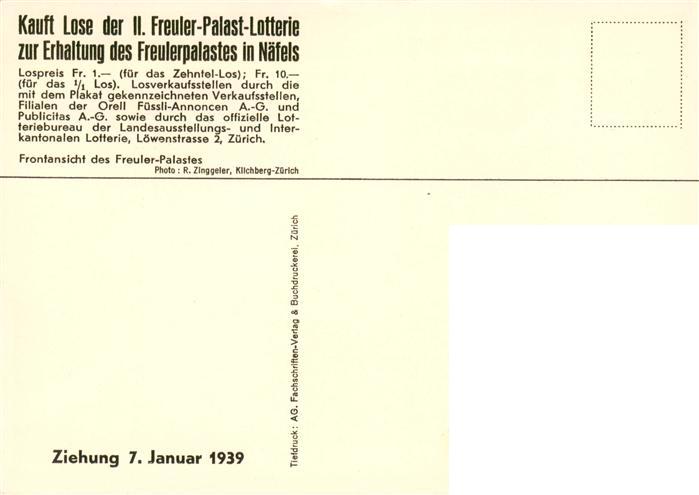 Kauft Lose der II. Freuler-Palast-Lotterie
zur Erhaltung des Freulerpalastes in Näfels
Lospreis Fr. 1.— (für das Zehntel-Los); Fr. 10.—
(für das 1/1 Los). Losverkaufsstellen durch die
mit dem Plakat gekennzeichneten Verkaufsstellen,
Filialen der Orell Füssli-Annoncen A.-G. und
Publicitas A.-G. sowie durch das offizielle Lot-
teriebureau der Landesausstellungs- und Inter-
kantonalen Lotterie, Löwenstrasse 2, Zürich.
Frontansicht des Freuler-Palastes
Photo: R. Zinggeler, Kilchberg-Zürich
Tiefdruck: AG. Fachschriften-Verlag & Buchdruckerei, Zürich
Ziehung 7. Januar 1939